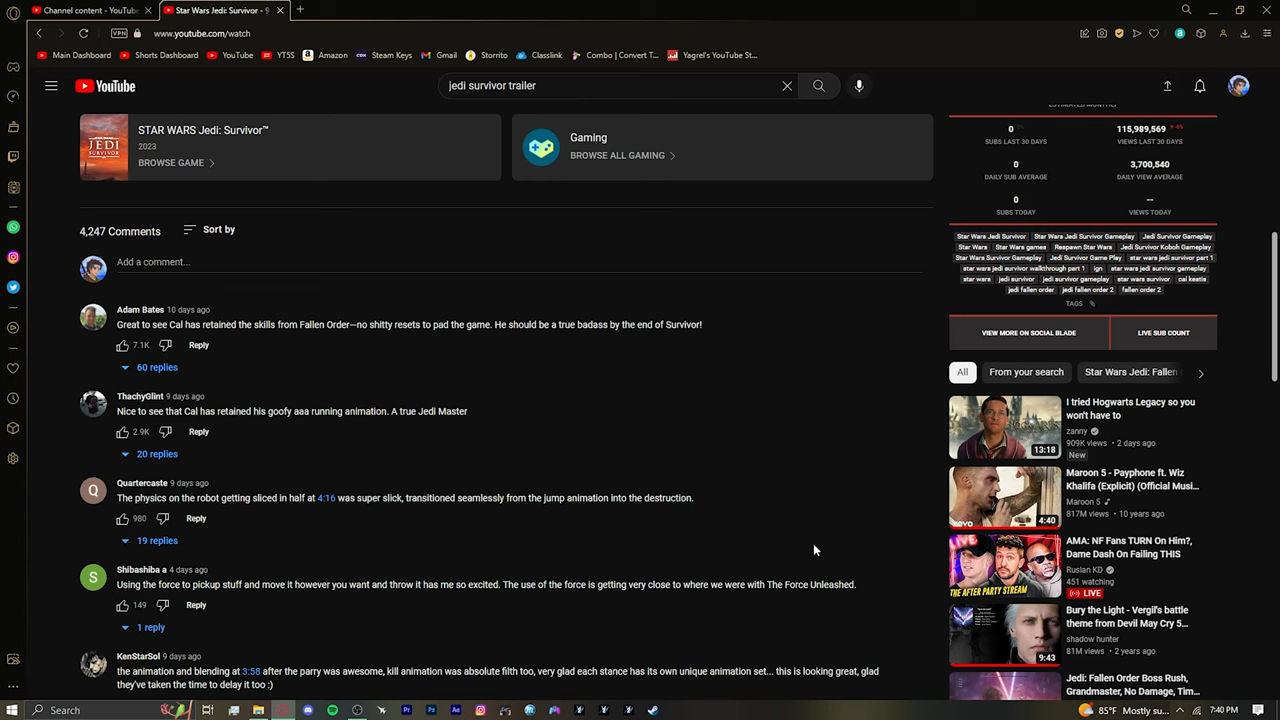 Channel content - YouTube
Star Wars Jedi: Survivor - 9
VPN
www.youtube.com/watch
Main Dashboard
Shorts Dashboard
YouTube
YT5S
Amazon
Steam Keys
Gmail
Storrito
Classlink
Combo | Convert T...
Yagrel's YouTube St...
YouTube
jedi survivor trailer
JEDI
SURVIVOR
STAR WARS Jedi: Survivor™
2023
BROWSE GAME
Gaming
BROWSE ALL GAMING
4,247 Comments
Sort by
Add a comment...
Adam Bates 10 days ago
Great to see Cal has retained the skills from Fallen Order—no shitty resets to pad the game. He should be a true badass by the end of Survivor!
7.1K Reply
60 replies
ThachyGlint 9 days ago
Nice to see that Cal has retained his goofy aaa running animation. A true Jedi Master
2.9K Reply
20 replies
Q
Quartercaste 9 days ago
The physics on the robot getting sliced in half at 4:16 was super slick, transitioned seamlessly from the jump animation into the destruction.
980 Reply
19 replies
S
Shibashiba a 4 days ago
Using the force to pickup stuff and move it however you want and throw it has me so excited. The use of the force is getting very close to where we were with The Force Unleashed.
149 Reply
1 reply
KenStarSol 9 days ago
the animation and blending at 3:58 after the parry was awesome, kill animation was absolute filth too, very glad each stance has its own unique animation set... this is looking great, glad
they've taken the time to delay it too :)
ESTIMATED MONTHLY
0 115,989,569
SUBS LAST 30 DAYS VIEWS LAST 30 DAYS
0 3,700,540
DAILY SUB AVERAGE DAILY VIEW AVERAGE
0 --
SUBS TODAY VIEWS TODAY
Star Wars Jedi Survivor Star Wars Jedi Survivor Gameplay Jedi Survivor Gameplay
Star Wars Star Wars games Respawn Star Wars Jedi Survivor Koboh Gameplay
Star Wars Survivor Gameplay Jedi Survivor Game Play star wars jedi survivor part 1
star wars jedi survivor walkthrough part 1 ign star wars jedi survivor gameplay
star wara jedi survivor jedi survivor gameplay star wars survivor cal kestis
jedi fallen order jedi fallen order 2 fallen order 2
TAGS
VIEW MORE ON SOCIAL BLADE
LIVE SUB COUNT
All
From your search
Star Wars Jedi: Fallen
13:18
I tried Hogwarts Legacy so you
won't have to
zanny
909K views • 2 days ago
New
vevo
4:40
Maroon 5 - Payphone ft. Wiz
Khalifa (Explicit) (Official Musi...
Maroon 5
817M views • 10 years ago
LIVE
THE AFTER PARTY STREAM
AMA: NF Fans TURN On Him?,
Dame Dash On Failing THIS
Ruslan KD
451 watching
LIVE
9:43
Bury the Light - Vergil's battle
theme from Devil May Cry 5...
shadow hunter
81M views • 2 years ago
Jedi: Fallen Order Boss Rush,
Grandmaster, No Damage, Tim...
Search
85°F Mostly su...
7:40 PM